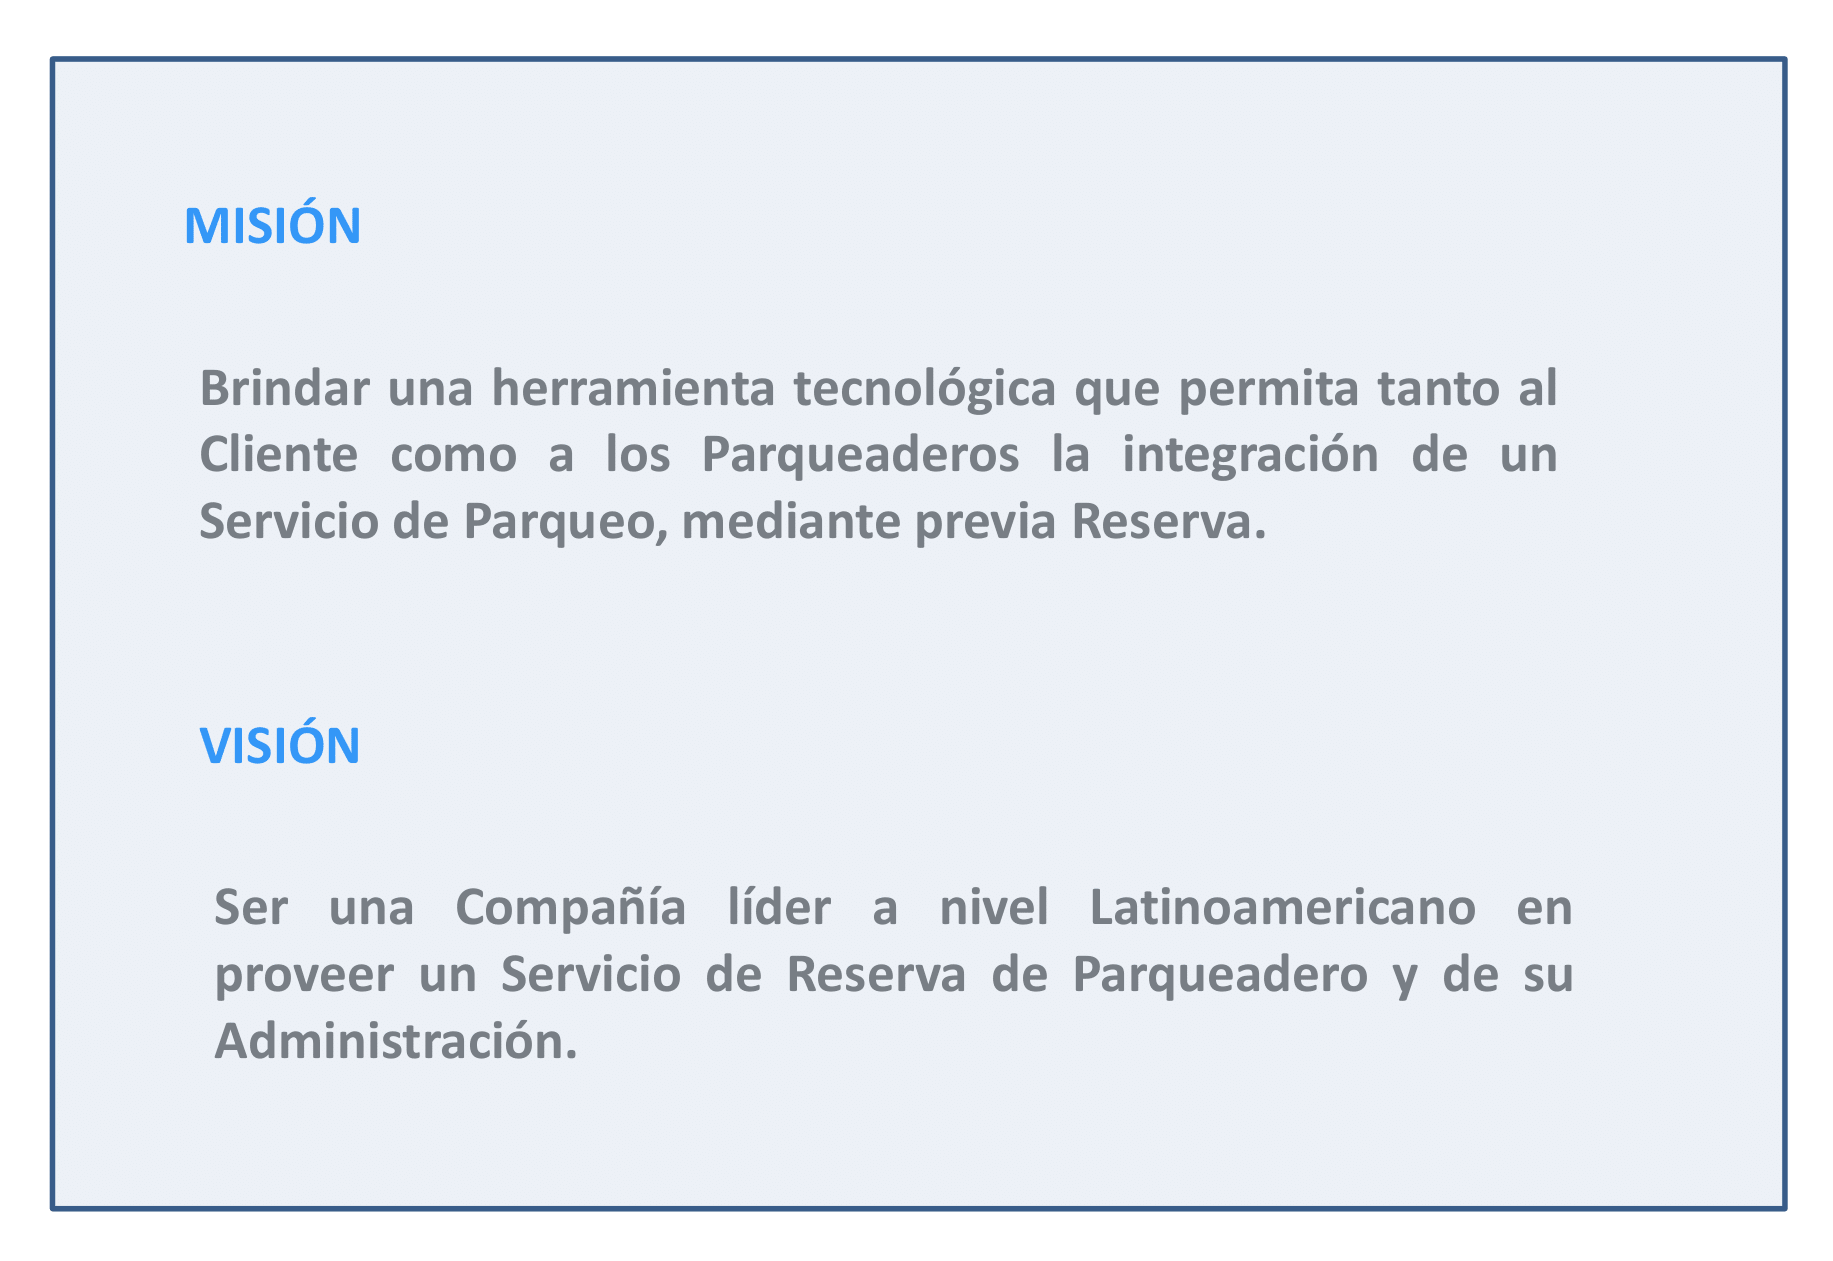 MISIÓN
Brindar una herramienta tecnológica que permita tanto al
Cliente como a los Parqueaderos la integración de un
Servicio de Parqueo, mediante previa Reserva.
VISIÓN
Ser una Compañía líder a nivel Latinoamericano en
proveer un Servicio de Reserva de Parqueadero y de su
Administración.